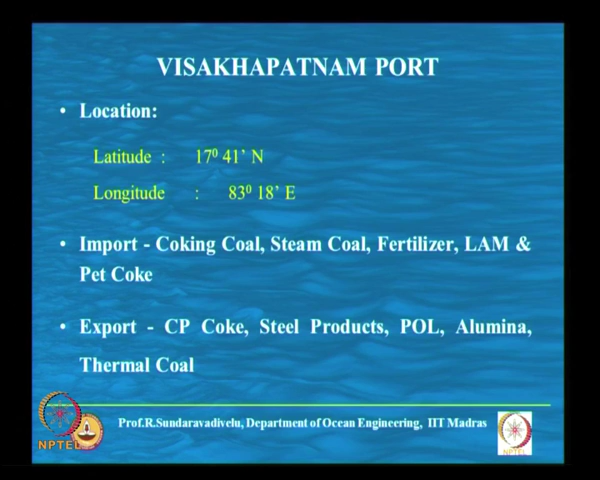 VISAKHAPATNAM PORT
• Location:
Latitude : 17⁰ 41’ N
Longitude : 83⁰ 18’ E
• Import - Coking Coal, Steam Coal, Fertilizer, LAM &
Pet Coke
• Export - CP Coke, Steel Products, POL, Alumina,
Thermal Coal
Prof.R.Sundaravadivelu, Department of Ocean Engineering, IIT Madras
NPTEL
NPTEL